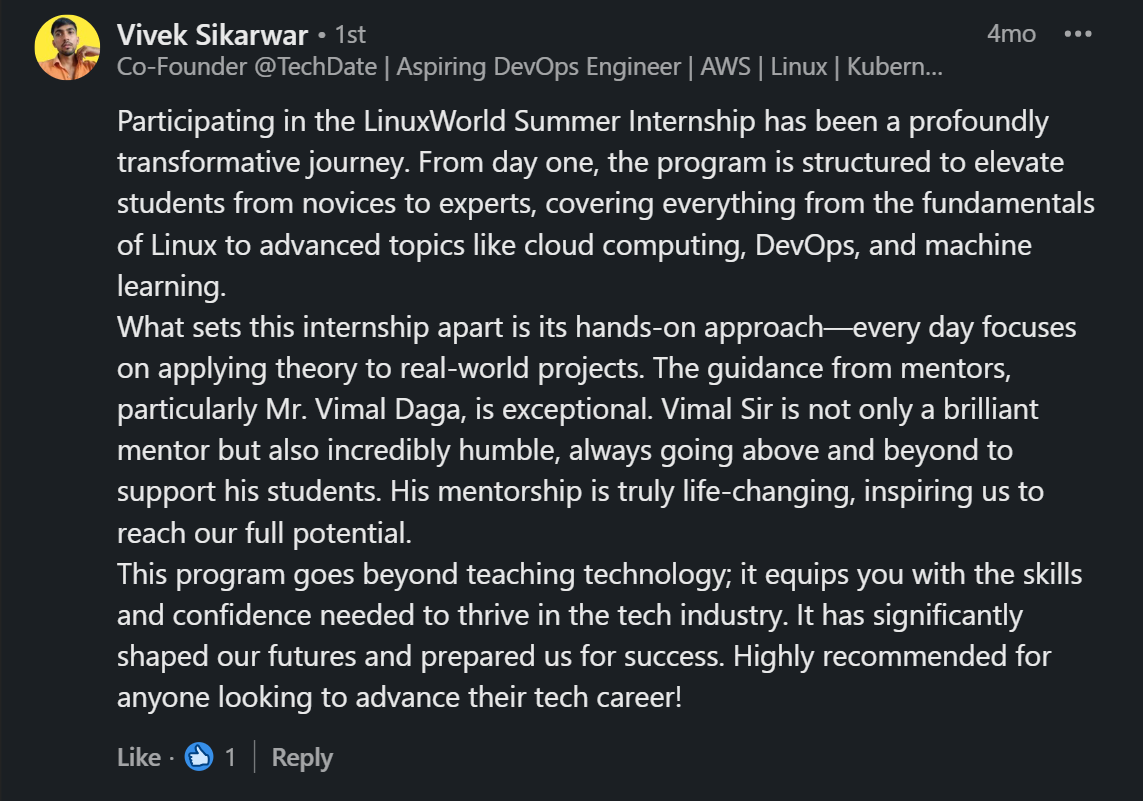 Vivek Sikarwar • 1st
4mo
Co-Founder @TechDate | Aspiring DevOps Engineer | AWS | Linux | Kubern...
Participating in the LinuxWorld Summer Internship has been a profoundly
transformative journey. From day one, the program is structured to elevate
students from novices to experts, covering everything from the fundamentals
of Linux to advanced topics like cloud computing, DevOps, and machine
learning.
What sets this internship apart is its hands-on approach—every day focuses
on applying theory to real-world projects. The guidance from mentors,
particularly Mr. Vimal Daga, is exceptional. Vimal Sir is not only a brilliant
mentor but also incredibly humble, always going above and beyond to
support his students. His mentorship is truly life-changing, inspiring us to
reach our full potential.
This program goes beyond teaching technology; it equips you with the skills
and confidence needed to thrive in the tech industry. It has significantly
shaped our futures and prepared us for success. Highly recommended for
anyone looking to advance their tech career!
Like · 1 | Reply